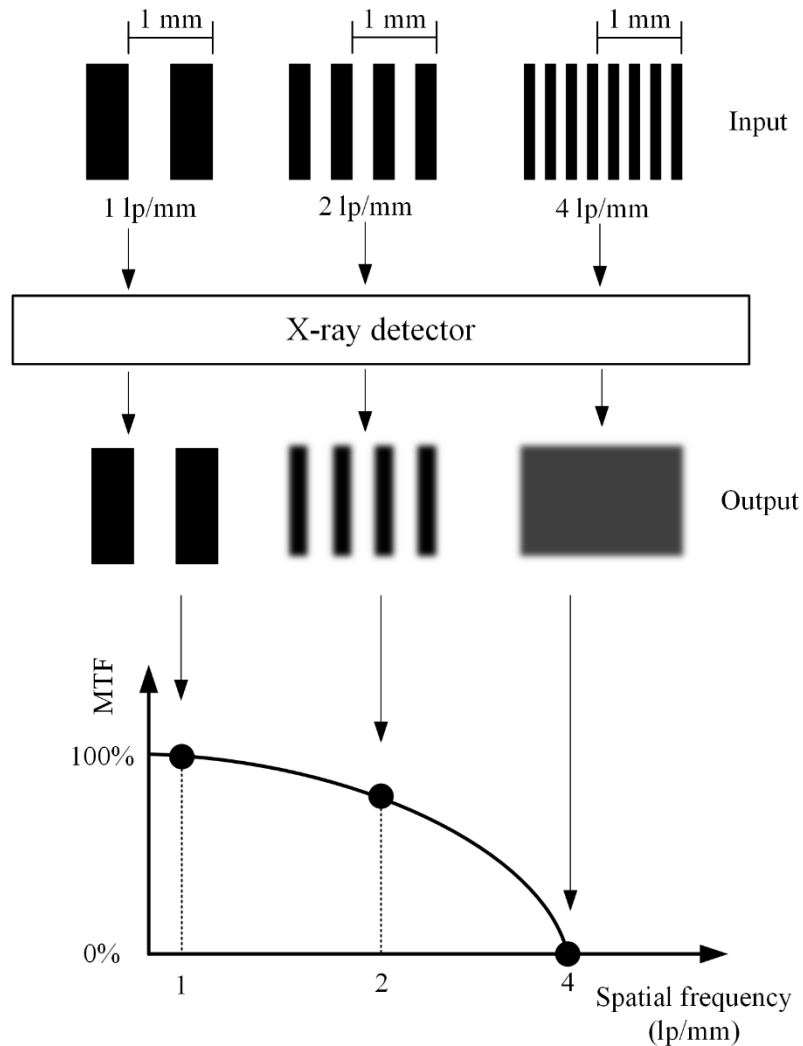 1 mm 1 mm 1 mm
Input
1 lp/mm 2 lp/mm 4 lp/mm
X-ray detector
Output
MTF
100%
0%
1 2 4
Spatial frequency
(lp/mm)